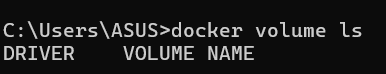 C:\Users\ASUS>docker volume ls
DRIVER    VOLUME NAME